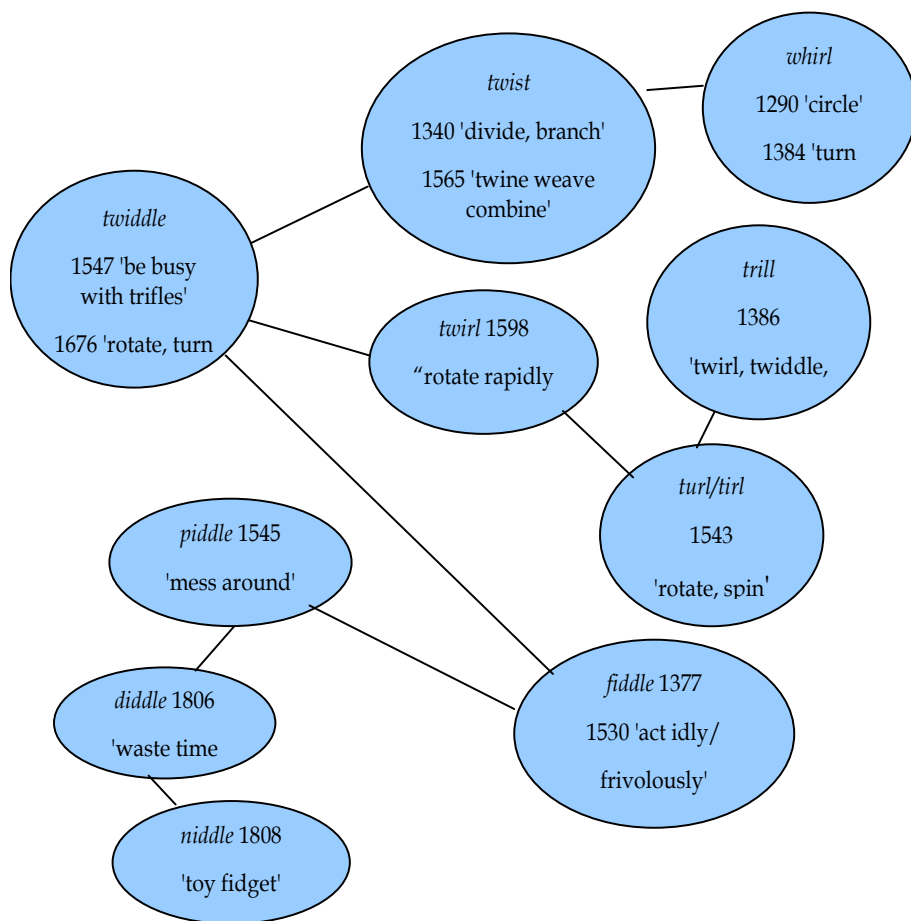 twist
1340 'divide, branch'
1565 'twine weave
combine'
whirl
1290 'circle'
1384 'turn
twiddle
1547 'be busy
with trifles'
1676 'rotate, turn
twirl 1598
“rotate rapidly
trill
1386
'twirl, twiddle,
turl/tirl
1543
'rotate, spin'
piddle 1545
'mess around'
diddle 1806
'waste time
niddle 1808
'toy fidget'
fiddle 1377
1530 'act idly/
frivolously'